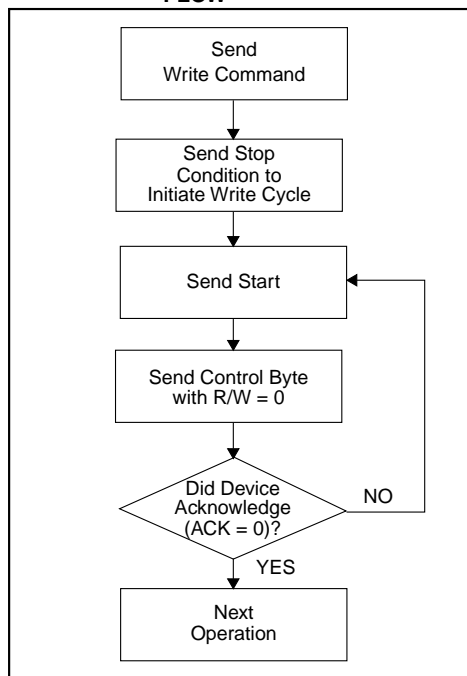 FLOW
Send
Write Command
Send Stop
Condition to
Initiate Write Cycle
Send Start
Send Control Byte
with R/W = 0
Did Device
Acknowledge
(ACK = 0)?
NO
YES
Next
Operation